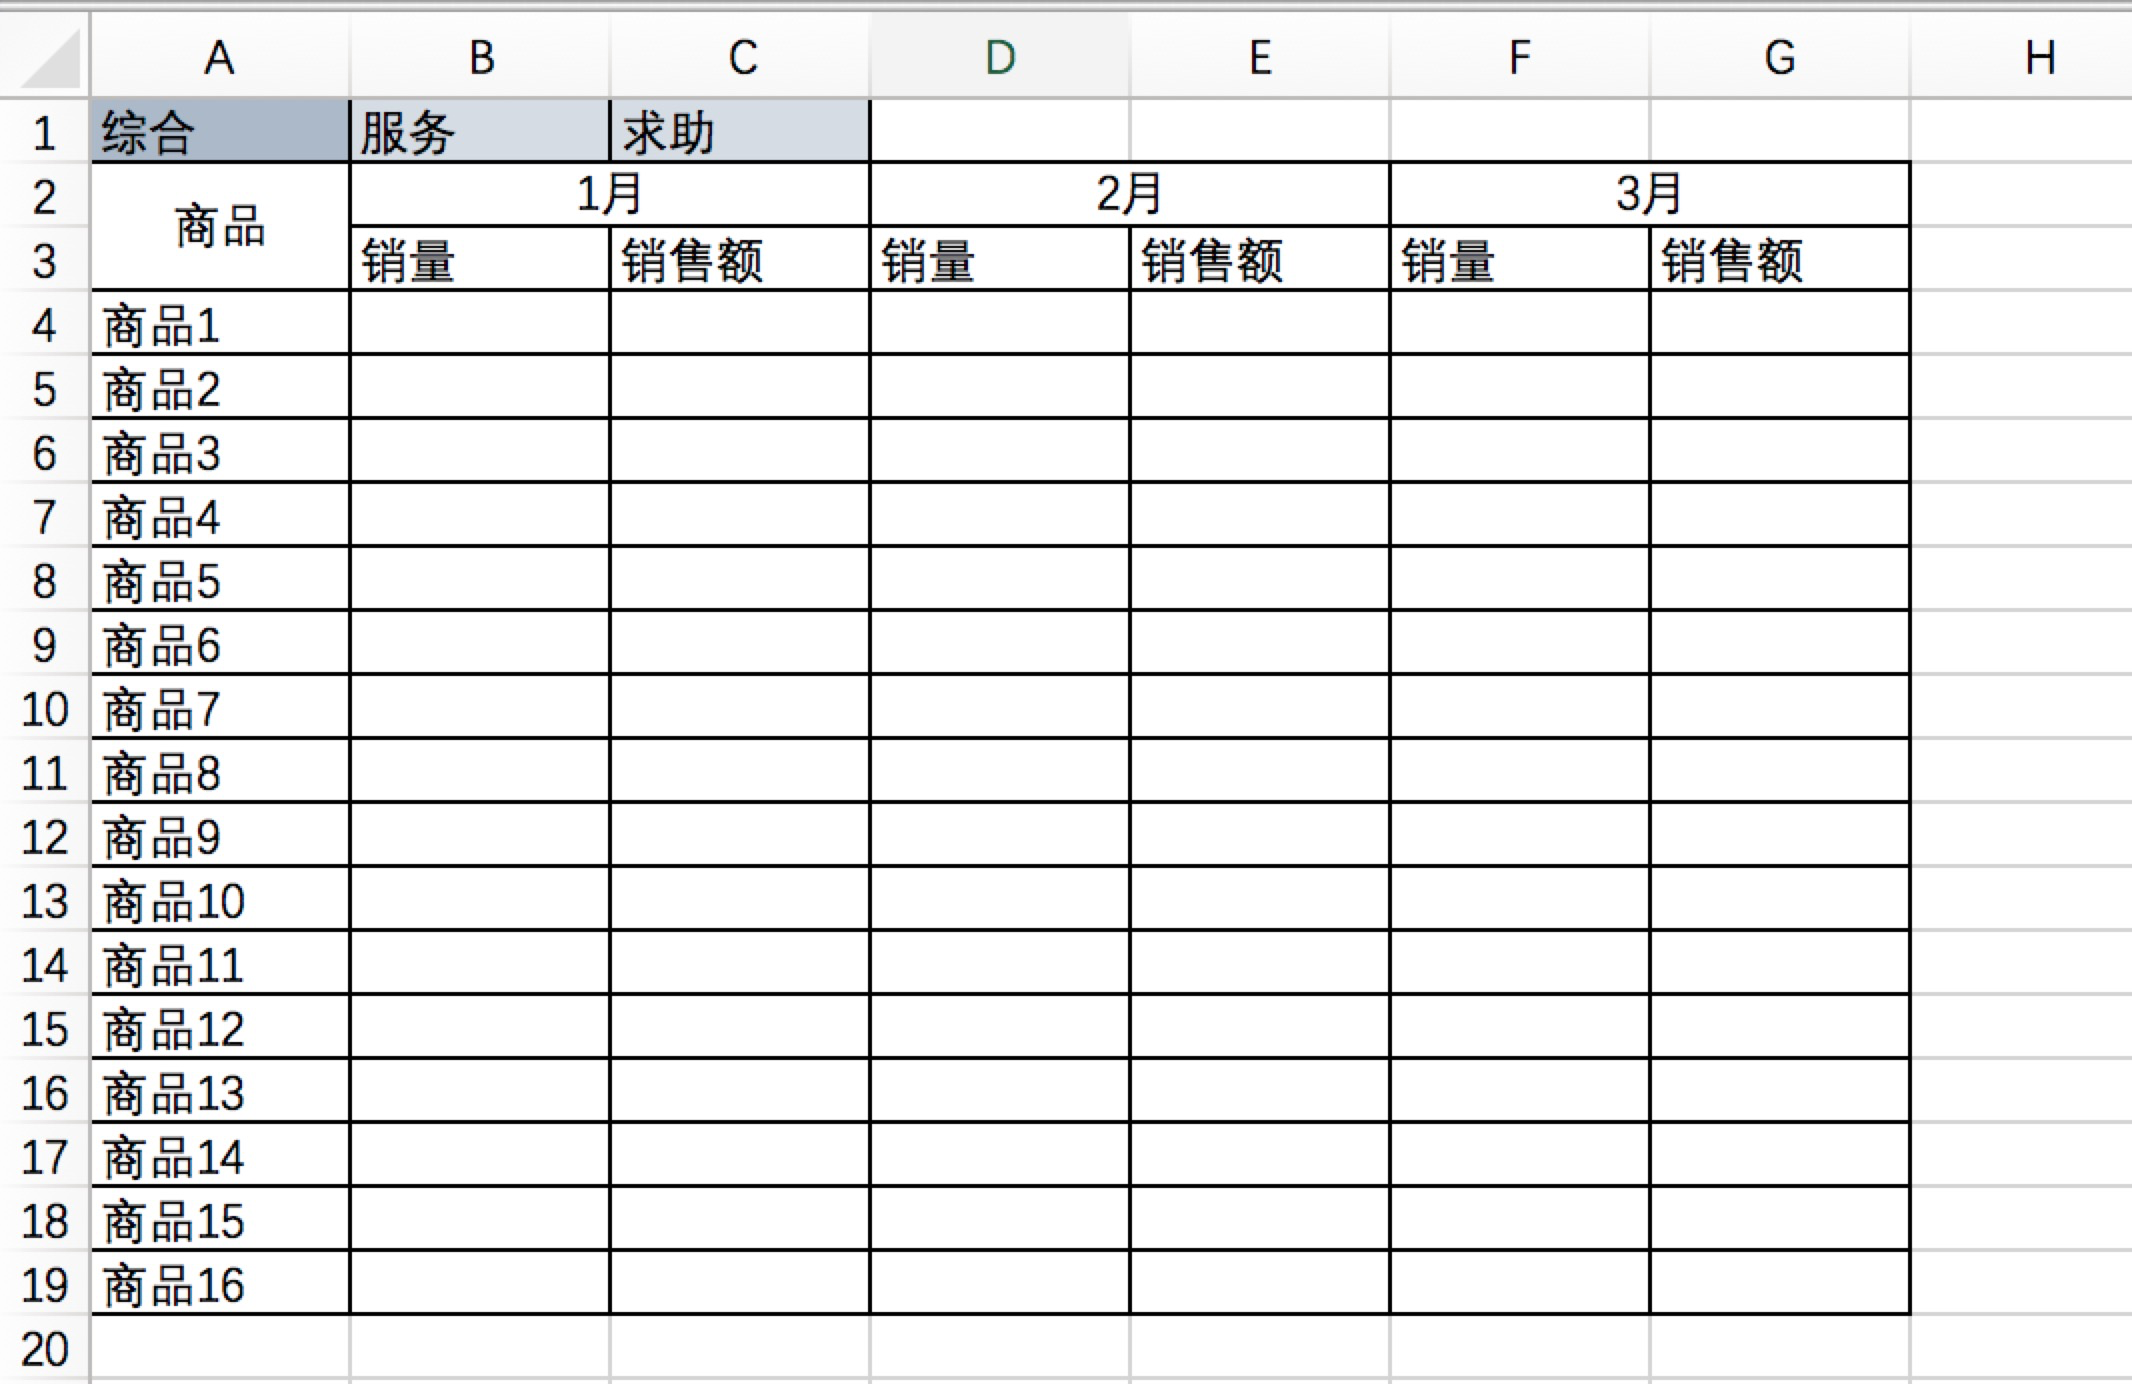 A B C D E F G H
1 综合 服务 求助
2 商品 1月 2月 3月
3 销量 销售额 销量 销售额 销量 销售额
4 商品1
5 商品2
6 商品3
7 商品4
8 商品5
9 商品6
10 商品7
11 商品8
12 商品9
13 商品10
14 商品11
15 商品12
16 商品13
17 商品14
18 商品15
19 商品16
20